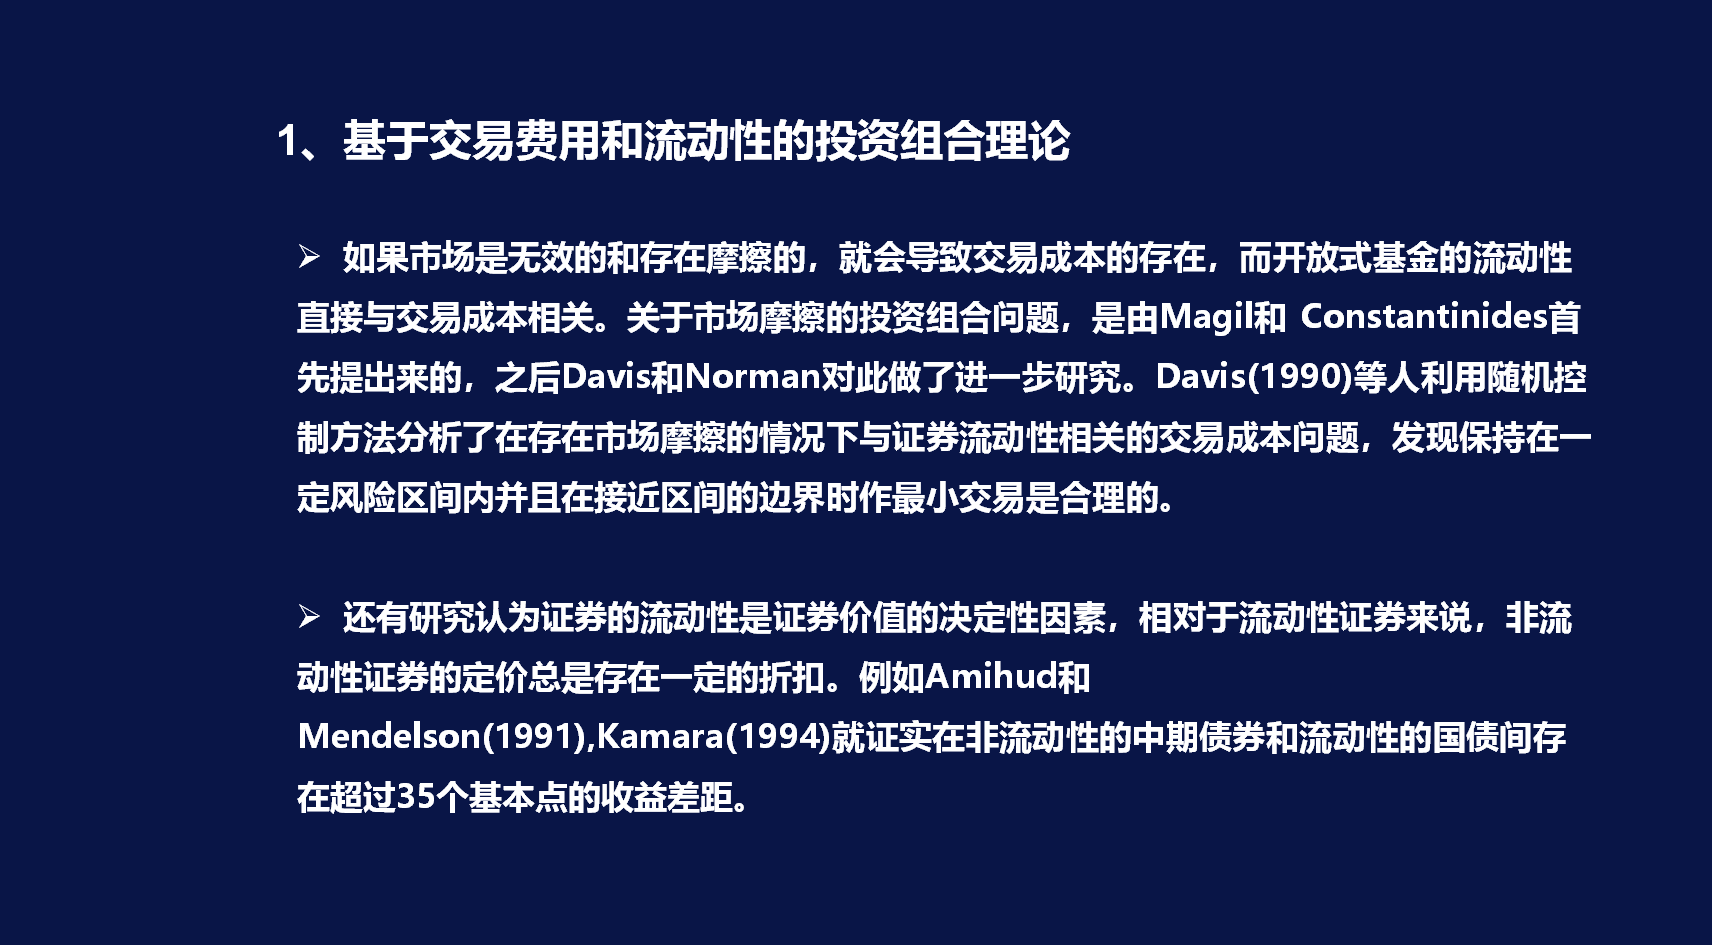 1、基于交易费用和流动性的投资组合理论
➢ 如果市场是无效的和存在摩擦的，就会导致交易成本的存在，而开放式基金的流动性
直接与交易成本相关。关于市场摩擦的投资组合问题，是由Magil和 Constantinides首
先提出来的，之后Davis和Norman对此做了进一步研究。Davis(1990)等人利用随机控
制方法分析了在存在市场摩擦的情况下与证券流动性相关的交易成本问题，发现保持在一
定风险区间内并且在接近区间的边界时作最小交易是合理的。
➢ 还有研究认为证券的流动性是证券价值的决定性因素，相对于流动性证券来说，非流
动性证券的定价总是存在一定的折扣。例如Amihud和
Mendelson(1991),Kamara(1994)就证实在非流动性的中期债券和流动性的国债间存
在超过35个基本点的收益差距。